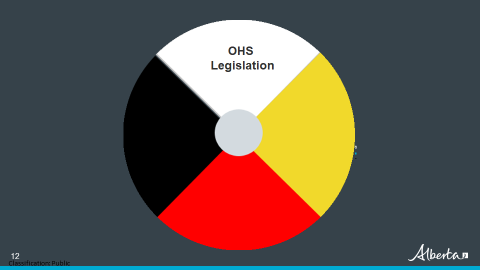 OHS
Legislation
12
Classification: Public
Alberta